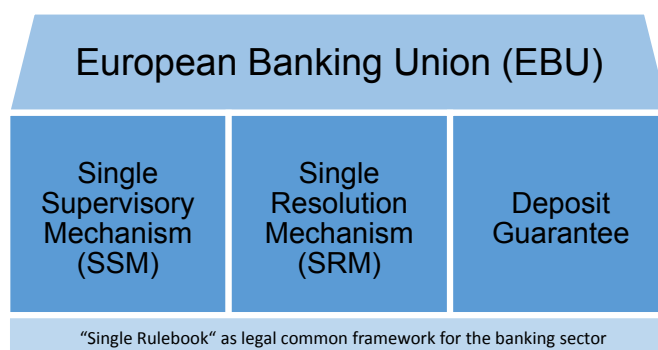 European Banking Union (EBU)
Single
Supervisory
Mechanism
(SSM)
Single
Resolution
Mechanism
(SRM)
Deposit
Guarantee
“Single Rulebook“ as legal common framework for the banking sector